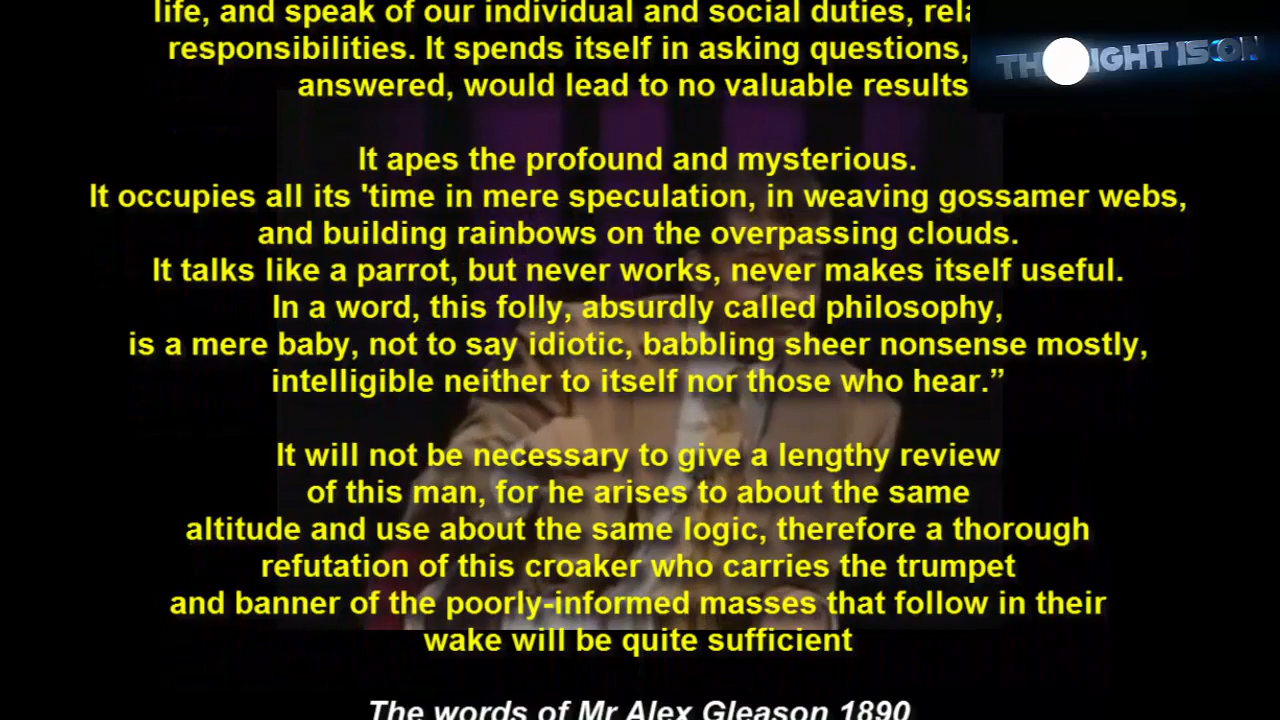 life, and speak of our individual and social duties,
responsibilities. It spends itself in asking questions,
answered, would lead to no valuable results
IGHT IS ON
It apes the profound and mysterious.
It occupies all its 'time in mere speculation, in weaving gossamer webs,
and building rainbows on the overpassing clouds.
It talks like a parrot, but never works, never makes itself useful.
In a word, this folly, absurdly called philosophy,
is a mere baby, not to say idiotic, babbling sheer nonsense mostly,
intelligible neither to itself nor those who hear.”
It will not be necessary to give a lengthy review
of this man, for he arises to about the same
altitude and use about the same logic, therefore a thorough
refutation of this croaker who carries the trumpet
and banner of the poorly-informed masses that follow in their
wake will be quite sufficient
The words of Mr Alex Gleason 1890